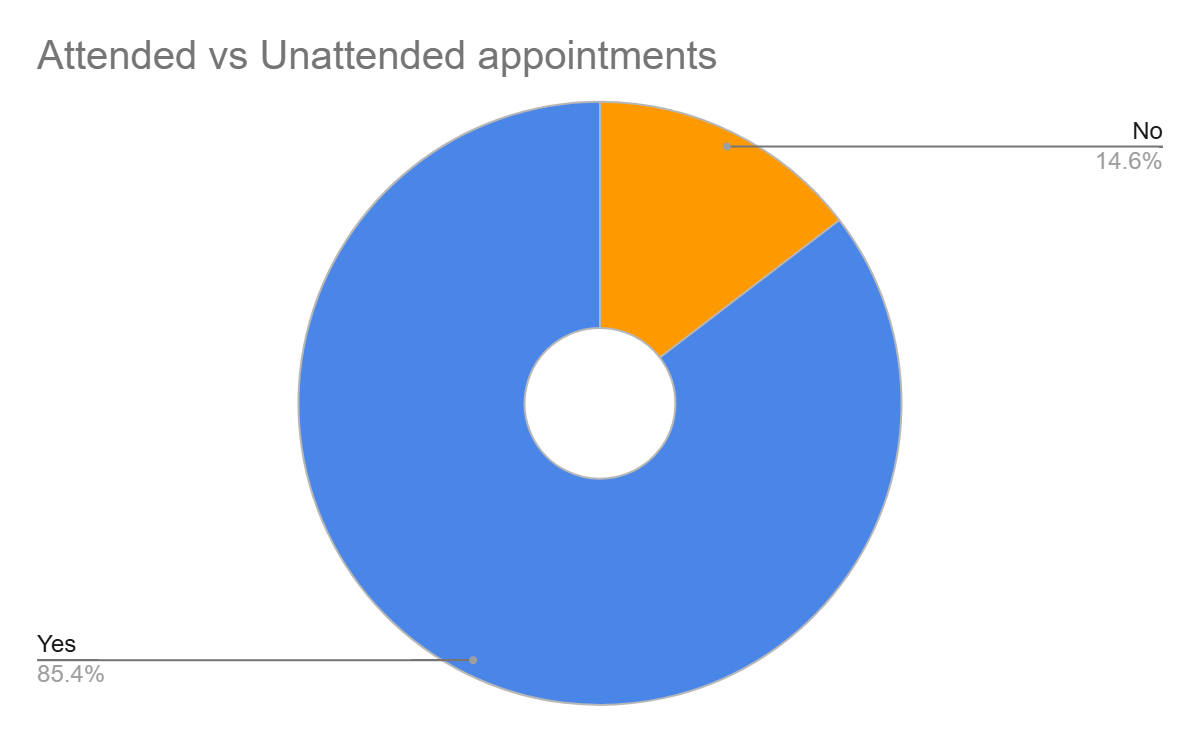 Attended vs Unattended appointments
No
14.6%
Yes
85.4%